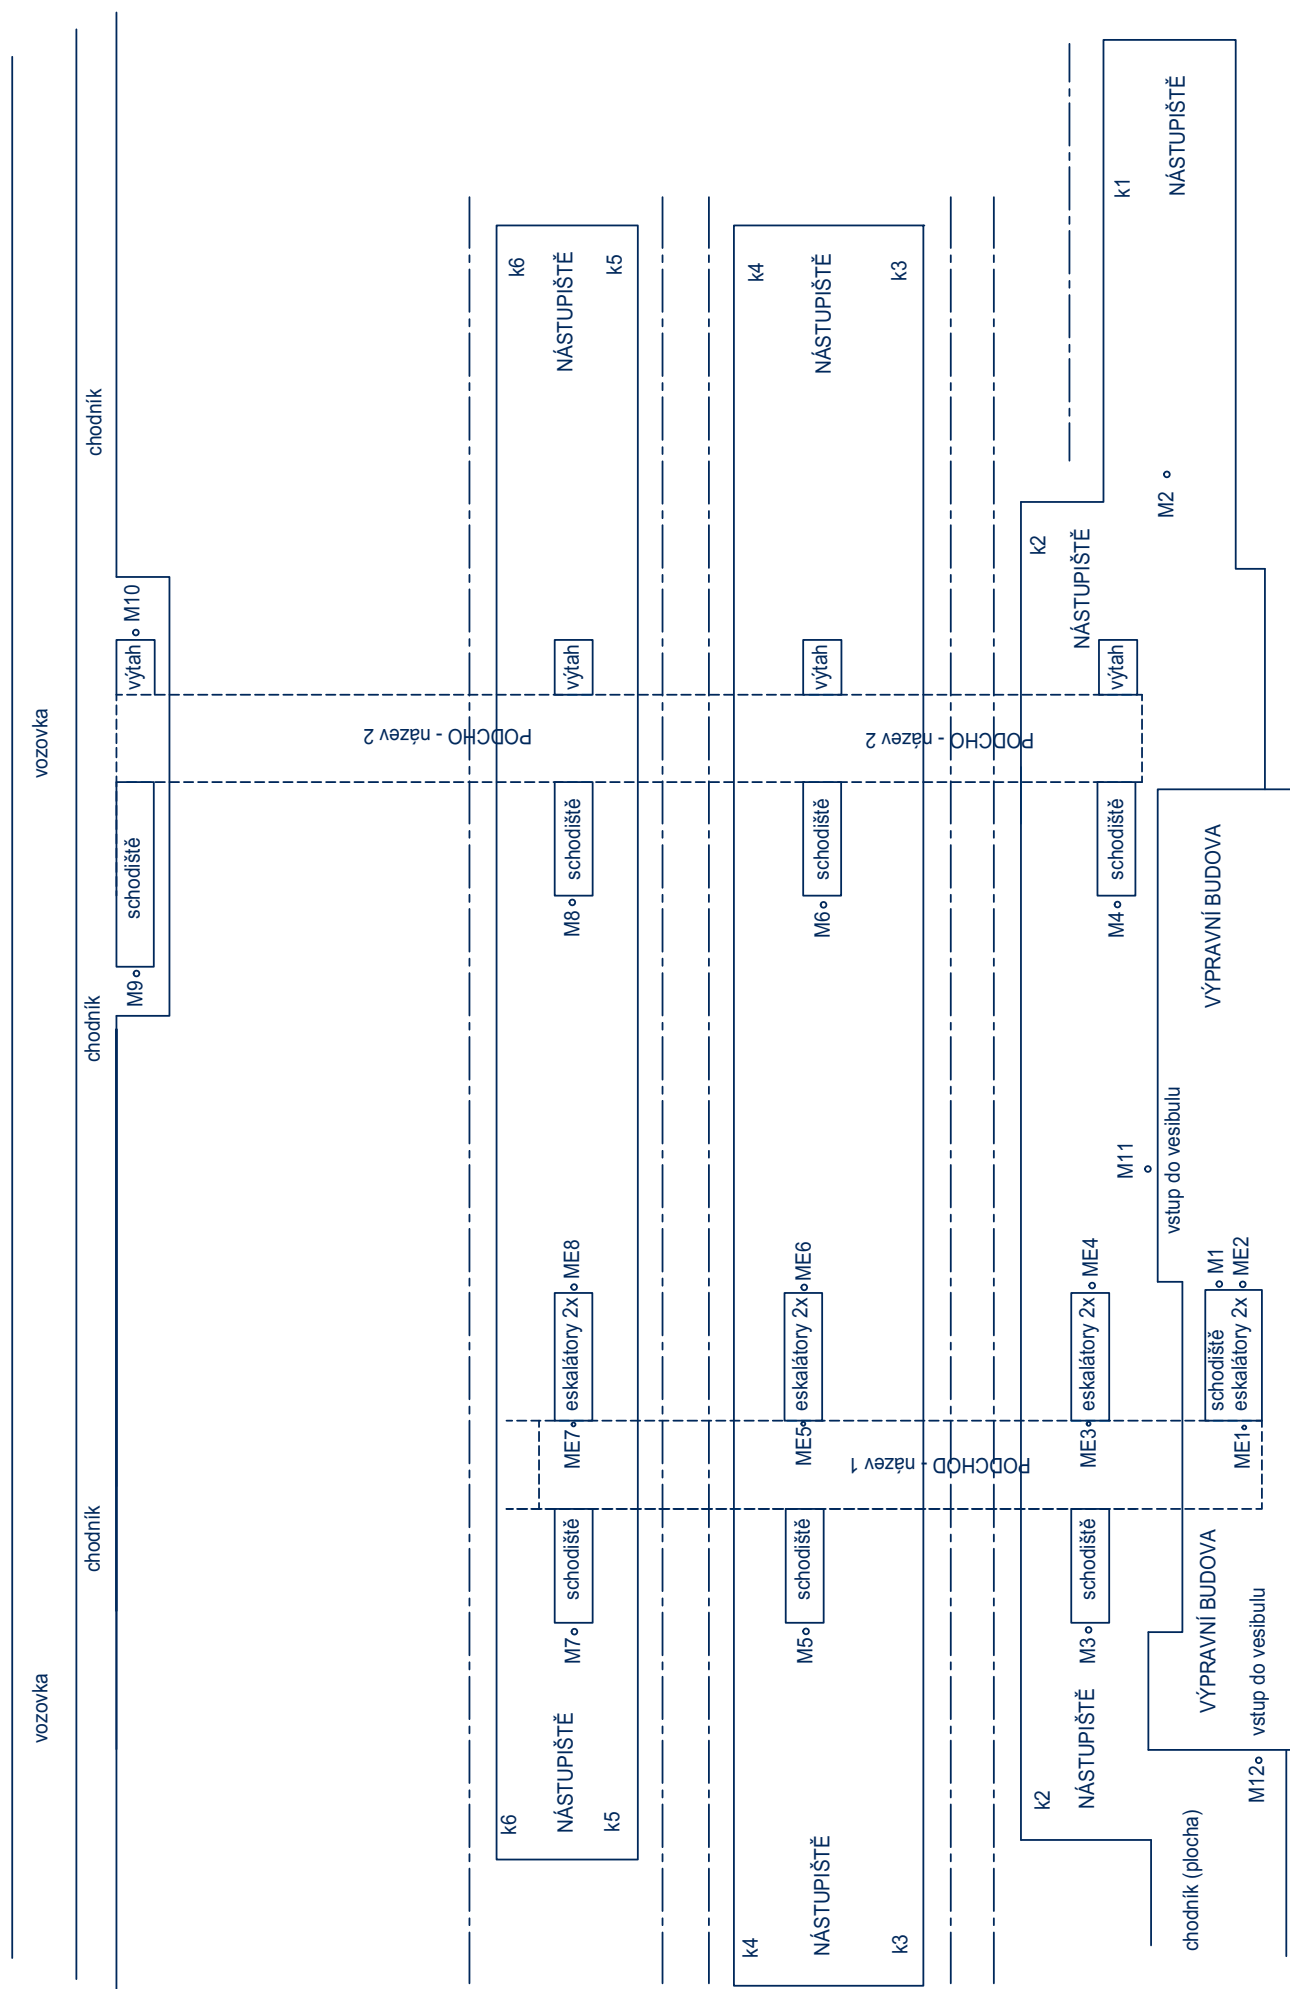 vozovka
vozovka
chodník
chodník
chodník
M9
schodiště
výtah
M10
k6
NÁSTUPIŠTĚ
k5
M7
schodiště
ME7
eskalátory 2x
ME8
M8
schodiště
výtah
k6
NÁSTUPIŠTĚ
k5
PODCHO - název 2
k4
NÁSTUPIŠTĚ
k3
M5
schodiště
ME5
eskalátory 2x
ME6
M6
schodiště
výtah
k4
NÁSTUPIŠTĚ
k3
PODCHOD - název 1
PODCHO - název 2
k2
NÁSTUPIŠTĚ
M3
schodiště
ME3
eskalátory 2x
ME4
M4
schodiště
výtah
k2
NÁSTUPIŠTĚ
k1
NÁSTUPIŠTĚ
M2
M11
vstup do vesibulu
VÝPRAVNÍ BUDOVA
schodiště
eskalátory 2x
M1
ME2
ME1
VÝPRAVNÍ BUDOVA
vstup do vesibulu
M12
chodník (plocha)